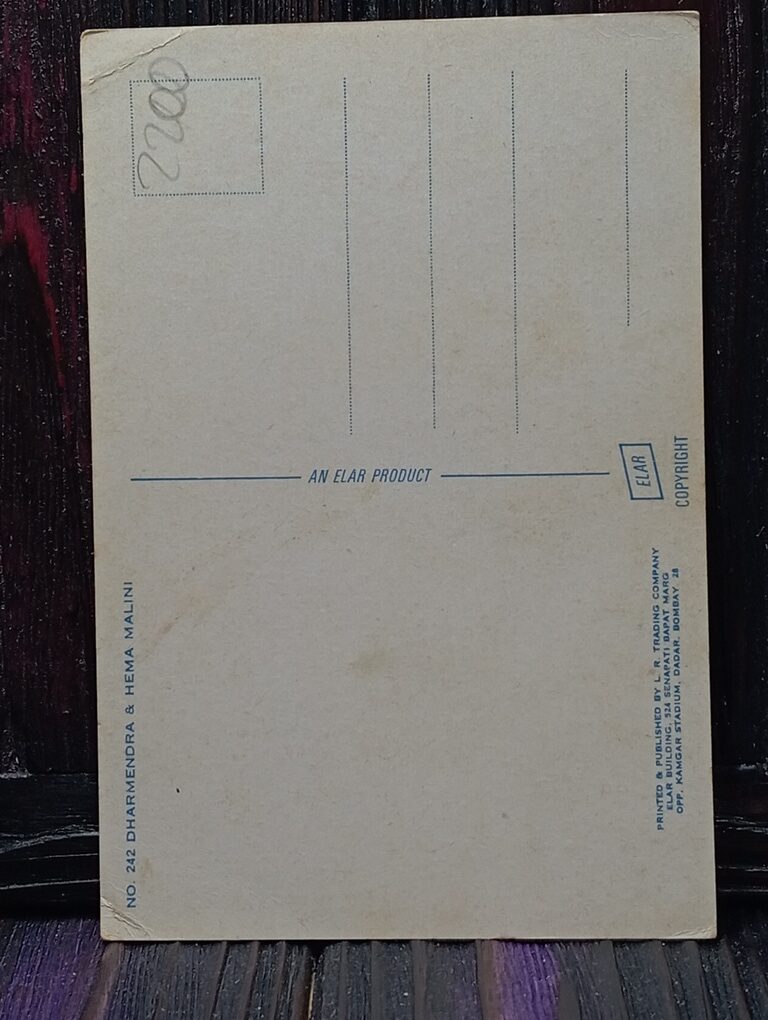 2200
NO. 242 DHARMENDRA & HEMA MALINI
AN ELAR PRODUCT
ELAR
COPYRIGHT
PRINTED & PUBLISHED BY L. R. TRADING COMPANY
ELAR BUILDING, 524 SENAPATI BAPAT MARG
OPP. KAMGAR STADIUM, DADAR, BOMBAY 28